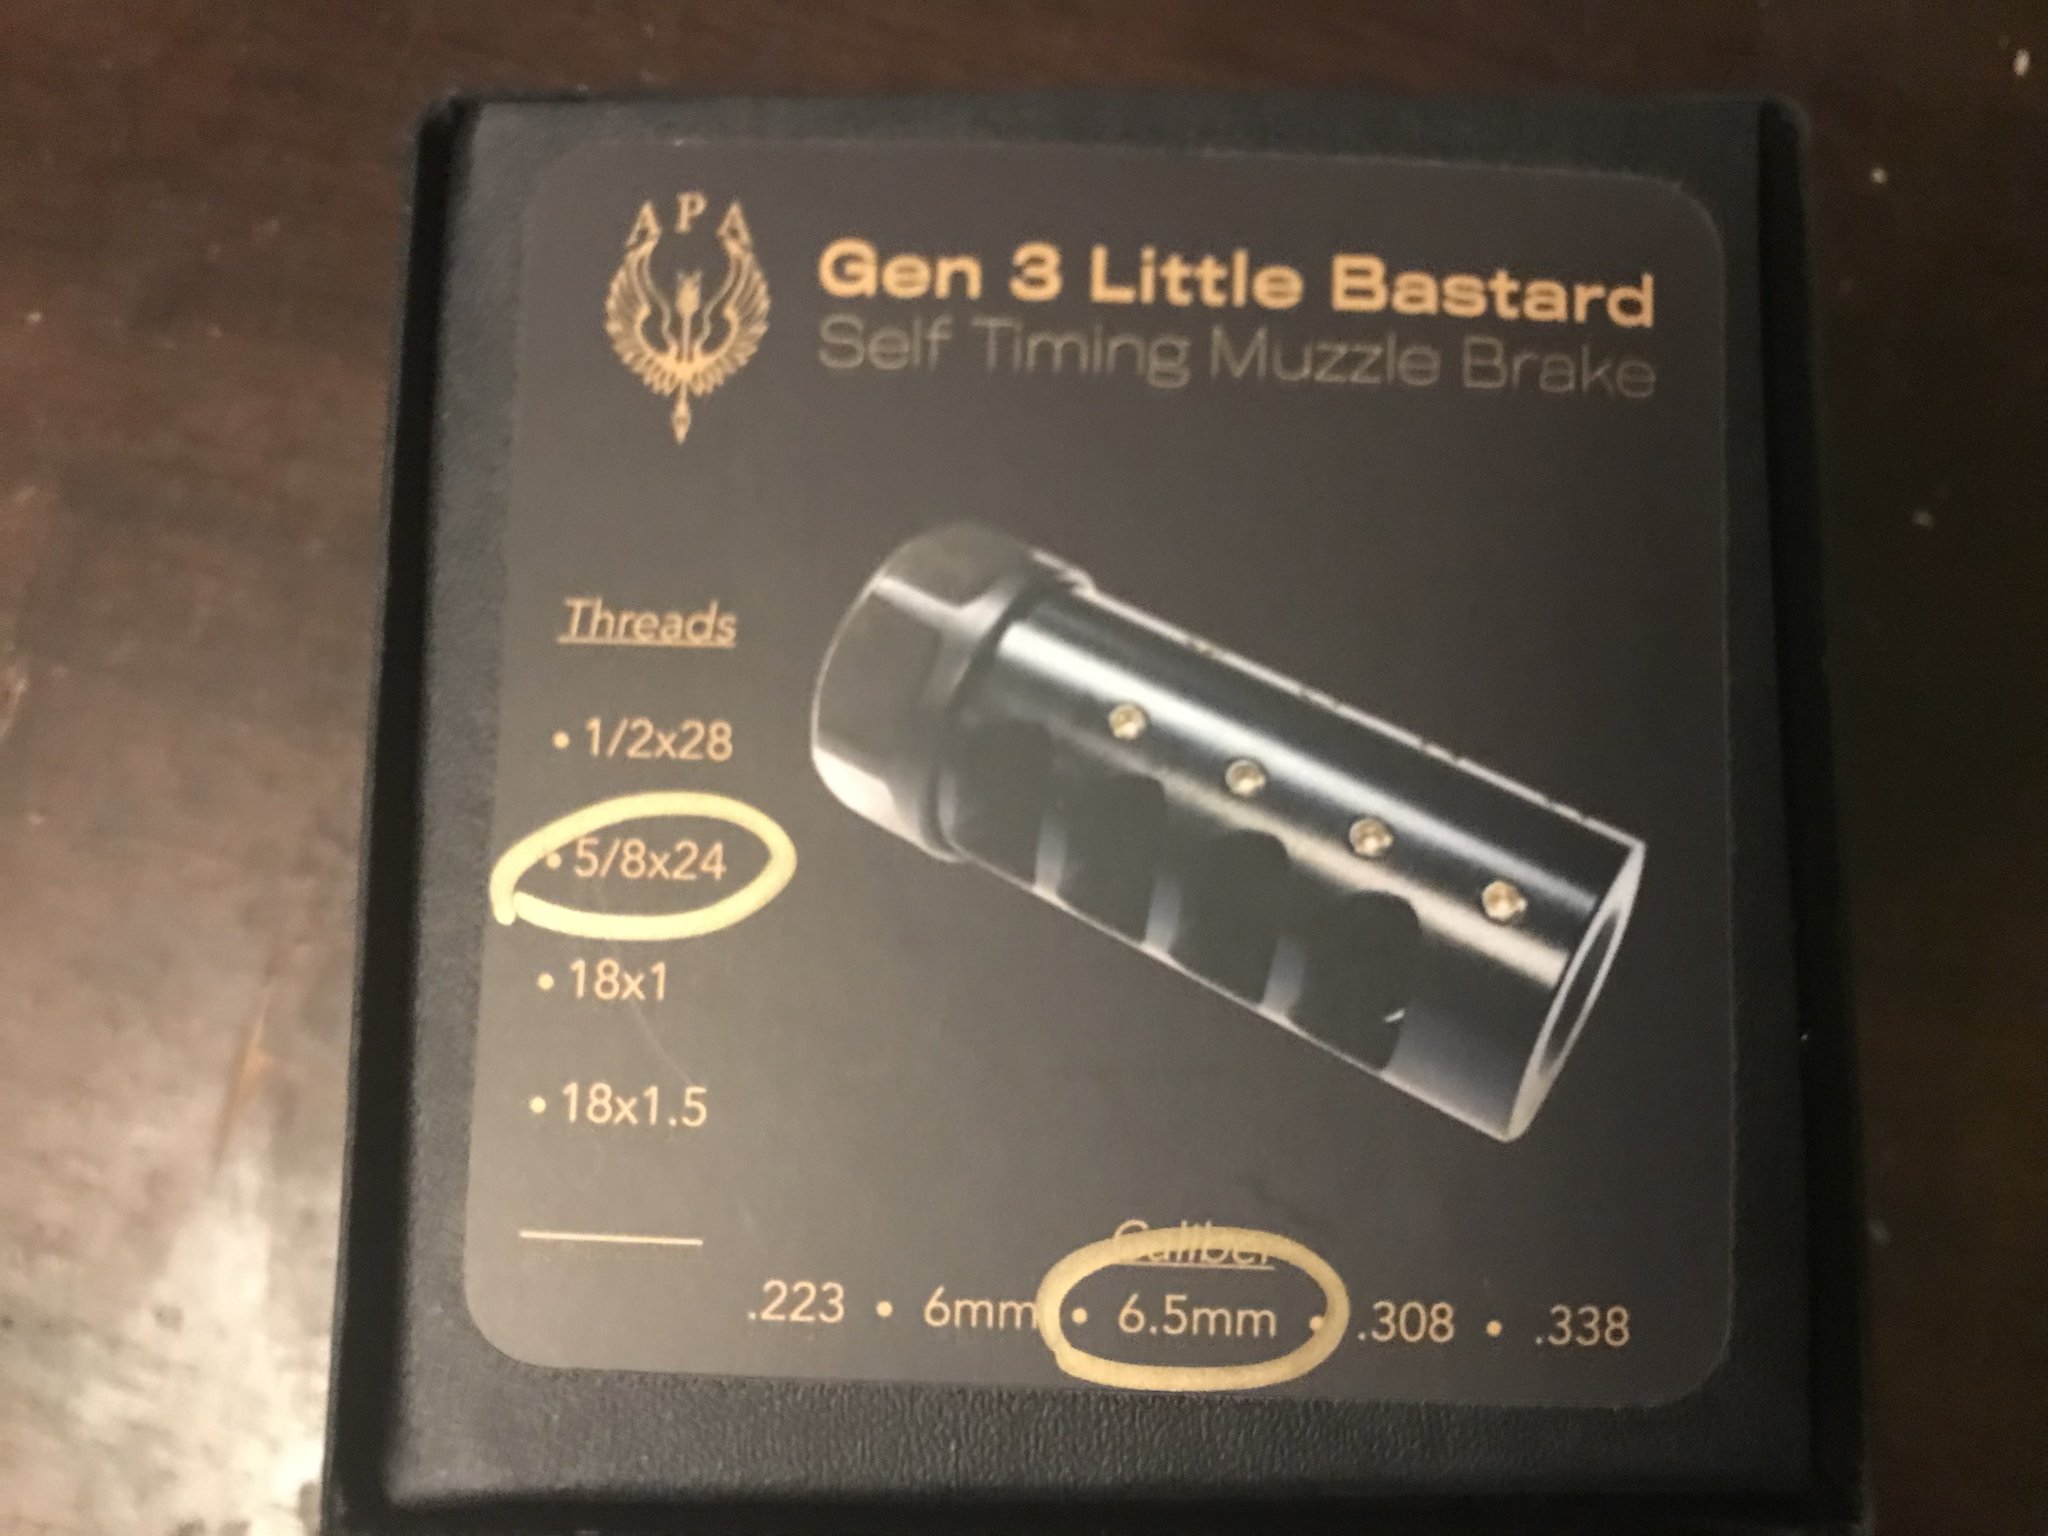 APA
Gen 3 Little Bastard
Self Timing Muzzle Brake
Threads
• 1/2x28
• 5/8x24
• 18x1
• 18x1.5
Caliber
.223 • 6mm • 6.5mm • .308 • .338